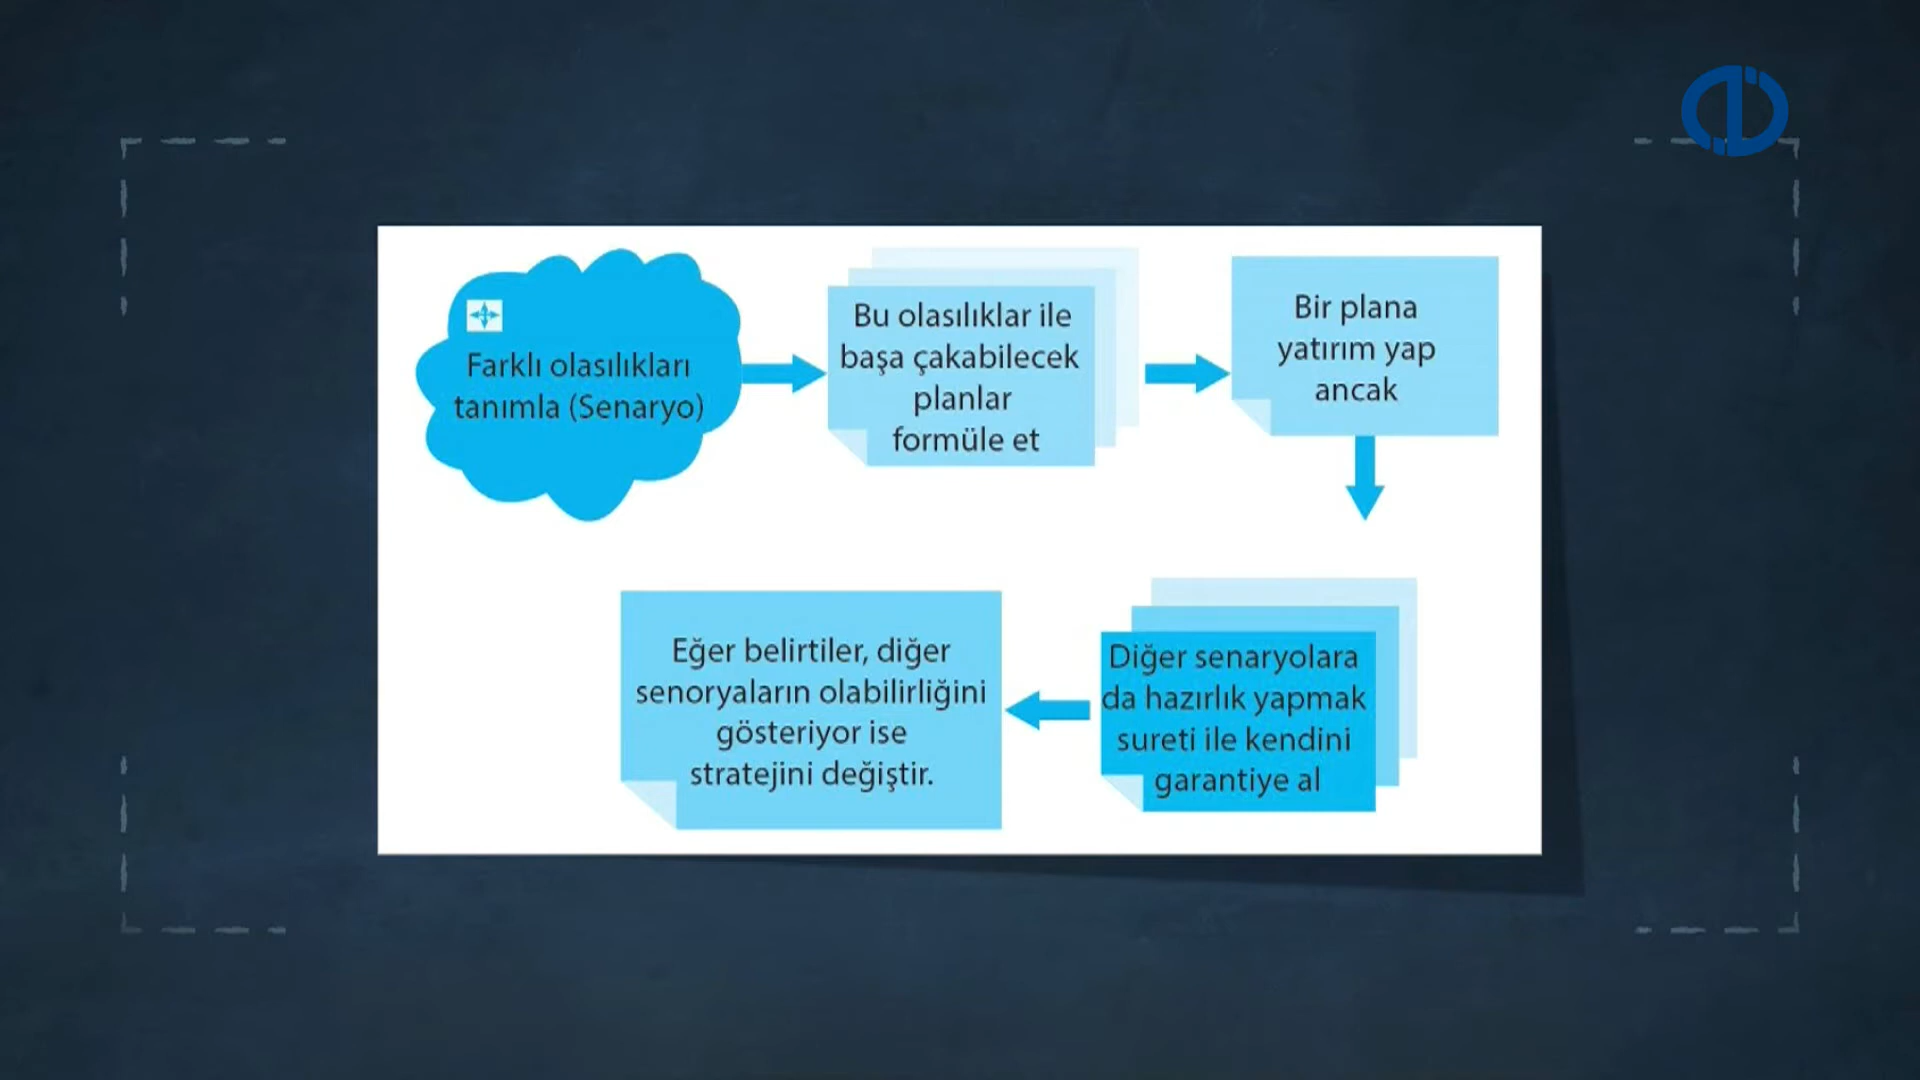 Farklı olasılıkları
tanımla (Senaryo)
Bu olasılıklar ile
başa çakabilecek
planlar
formüle et
Bir plana
yatırım yap
ancak
Diğer senaryolara
da hazırlık yapmak
sureti ile kendini
garantiye al
Eğer belirtiler, diğer
senoryaların olabilirliğini
gösteriyor ise
stratejini değiştir.